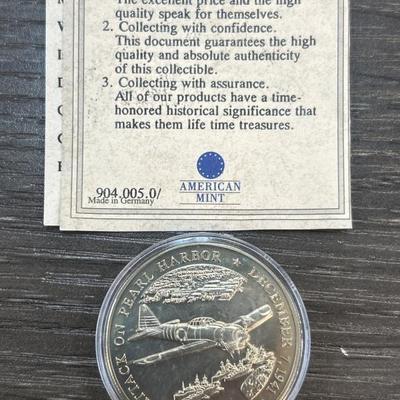 The excellent price and the high
quality speak for themselves.
2. Collecting with confidence.
This document guarantees the high
quality and absolute authenticity
of this collectible.
3. Collecting with assurance.
All of our products have a time-
honored historical significance that
makes them life time treasures.
904.005.0/
Made in Germany
AMERICAN
MINT
ATTACK ON PEARL HARBOR ★ DECEMBER 7, 1941